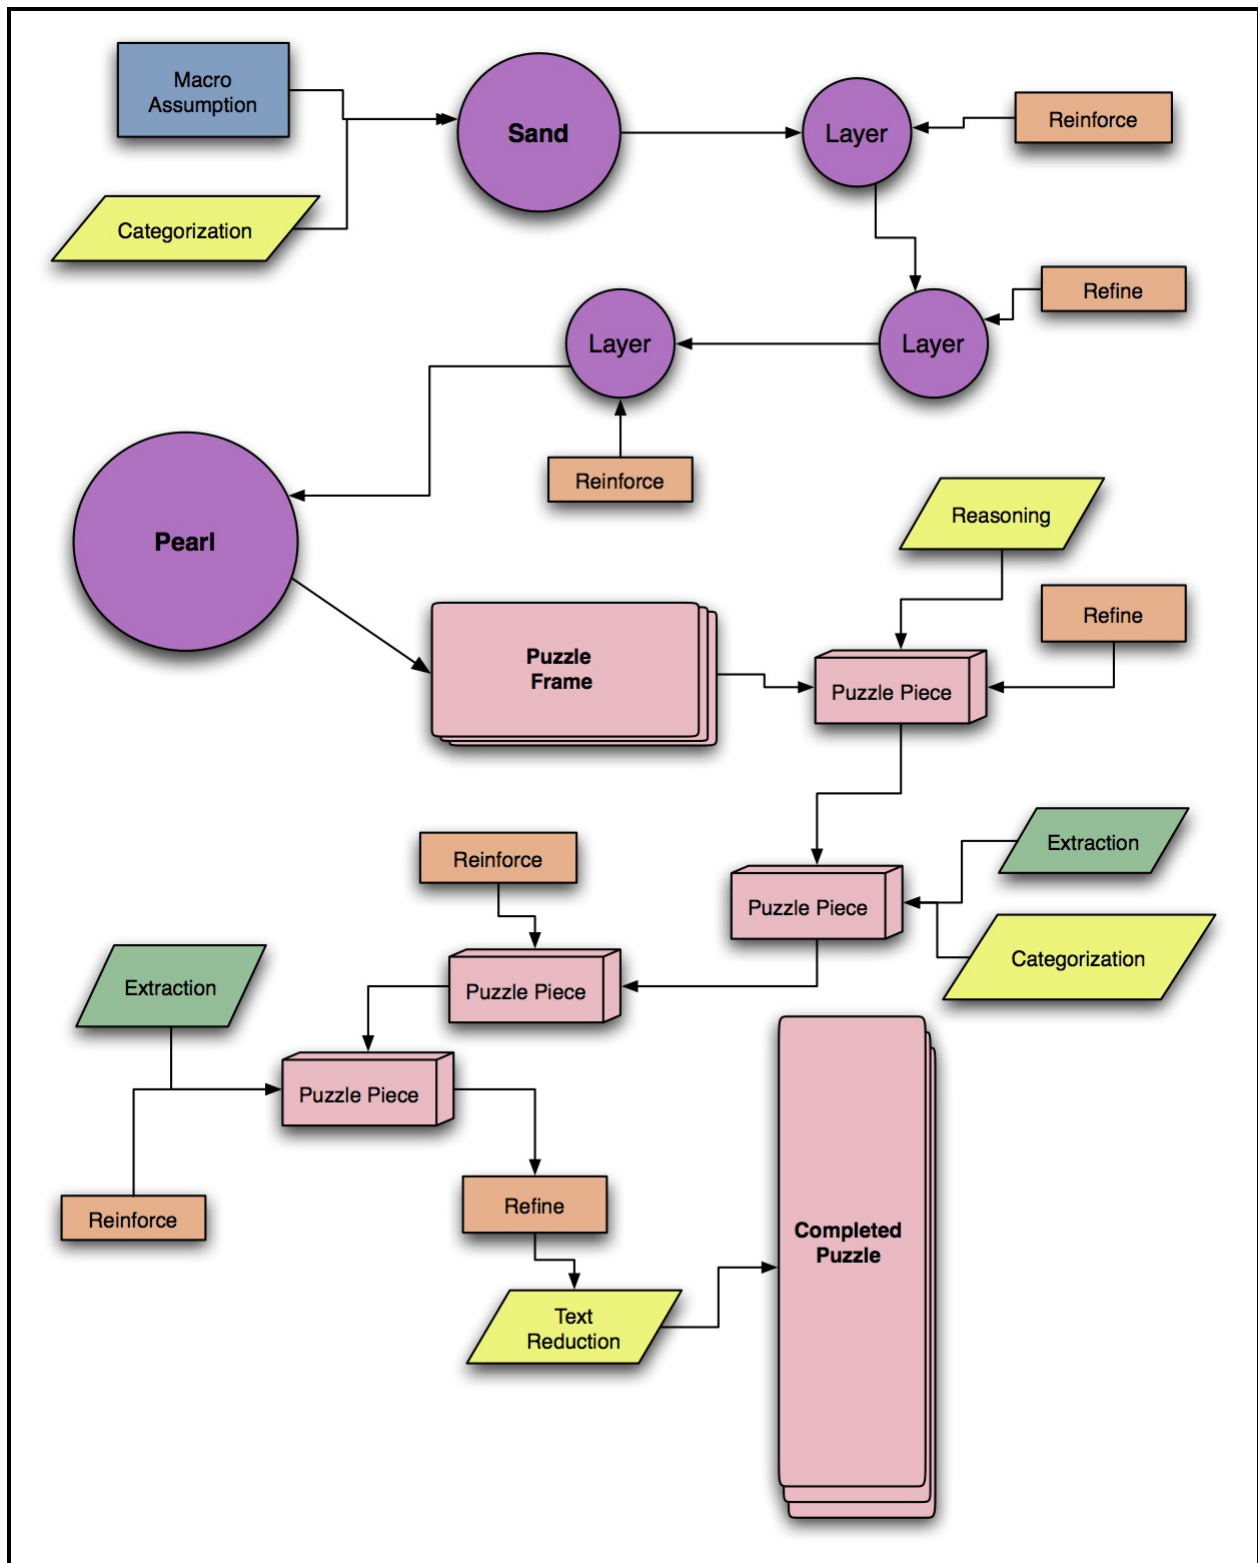 Macro
Assumption
Sand
Layer
Reinforce
Categorization
Refine
Layer
Layer
Reinforce
Pearl
Reasoning
Refine
Puzzle
Frame
Puzzle Piece
Extraction
Reinforce
Puzzle Piece
Categorization
Extraction
Puzzle Piece
Puzzle Piece
Reinforce
Refine
Completed
Puzzle
Text
Reduction